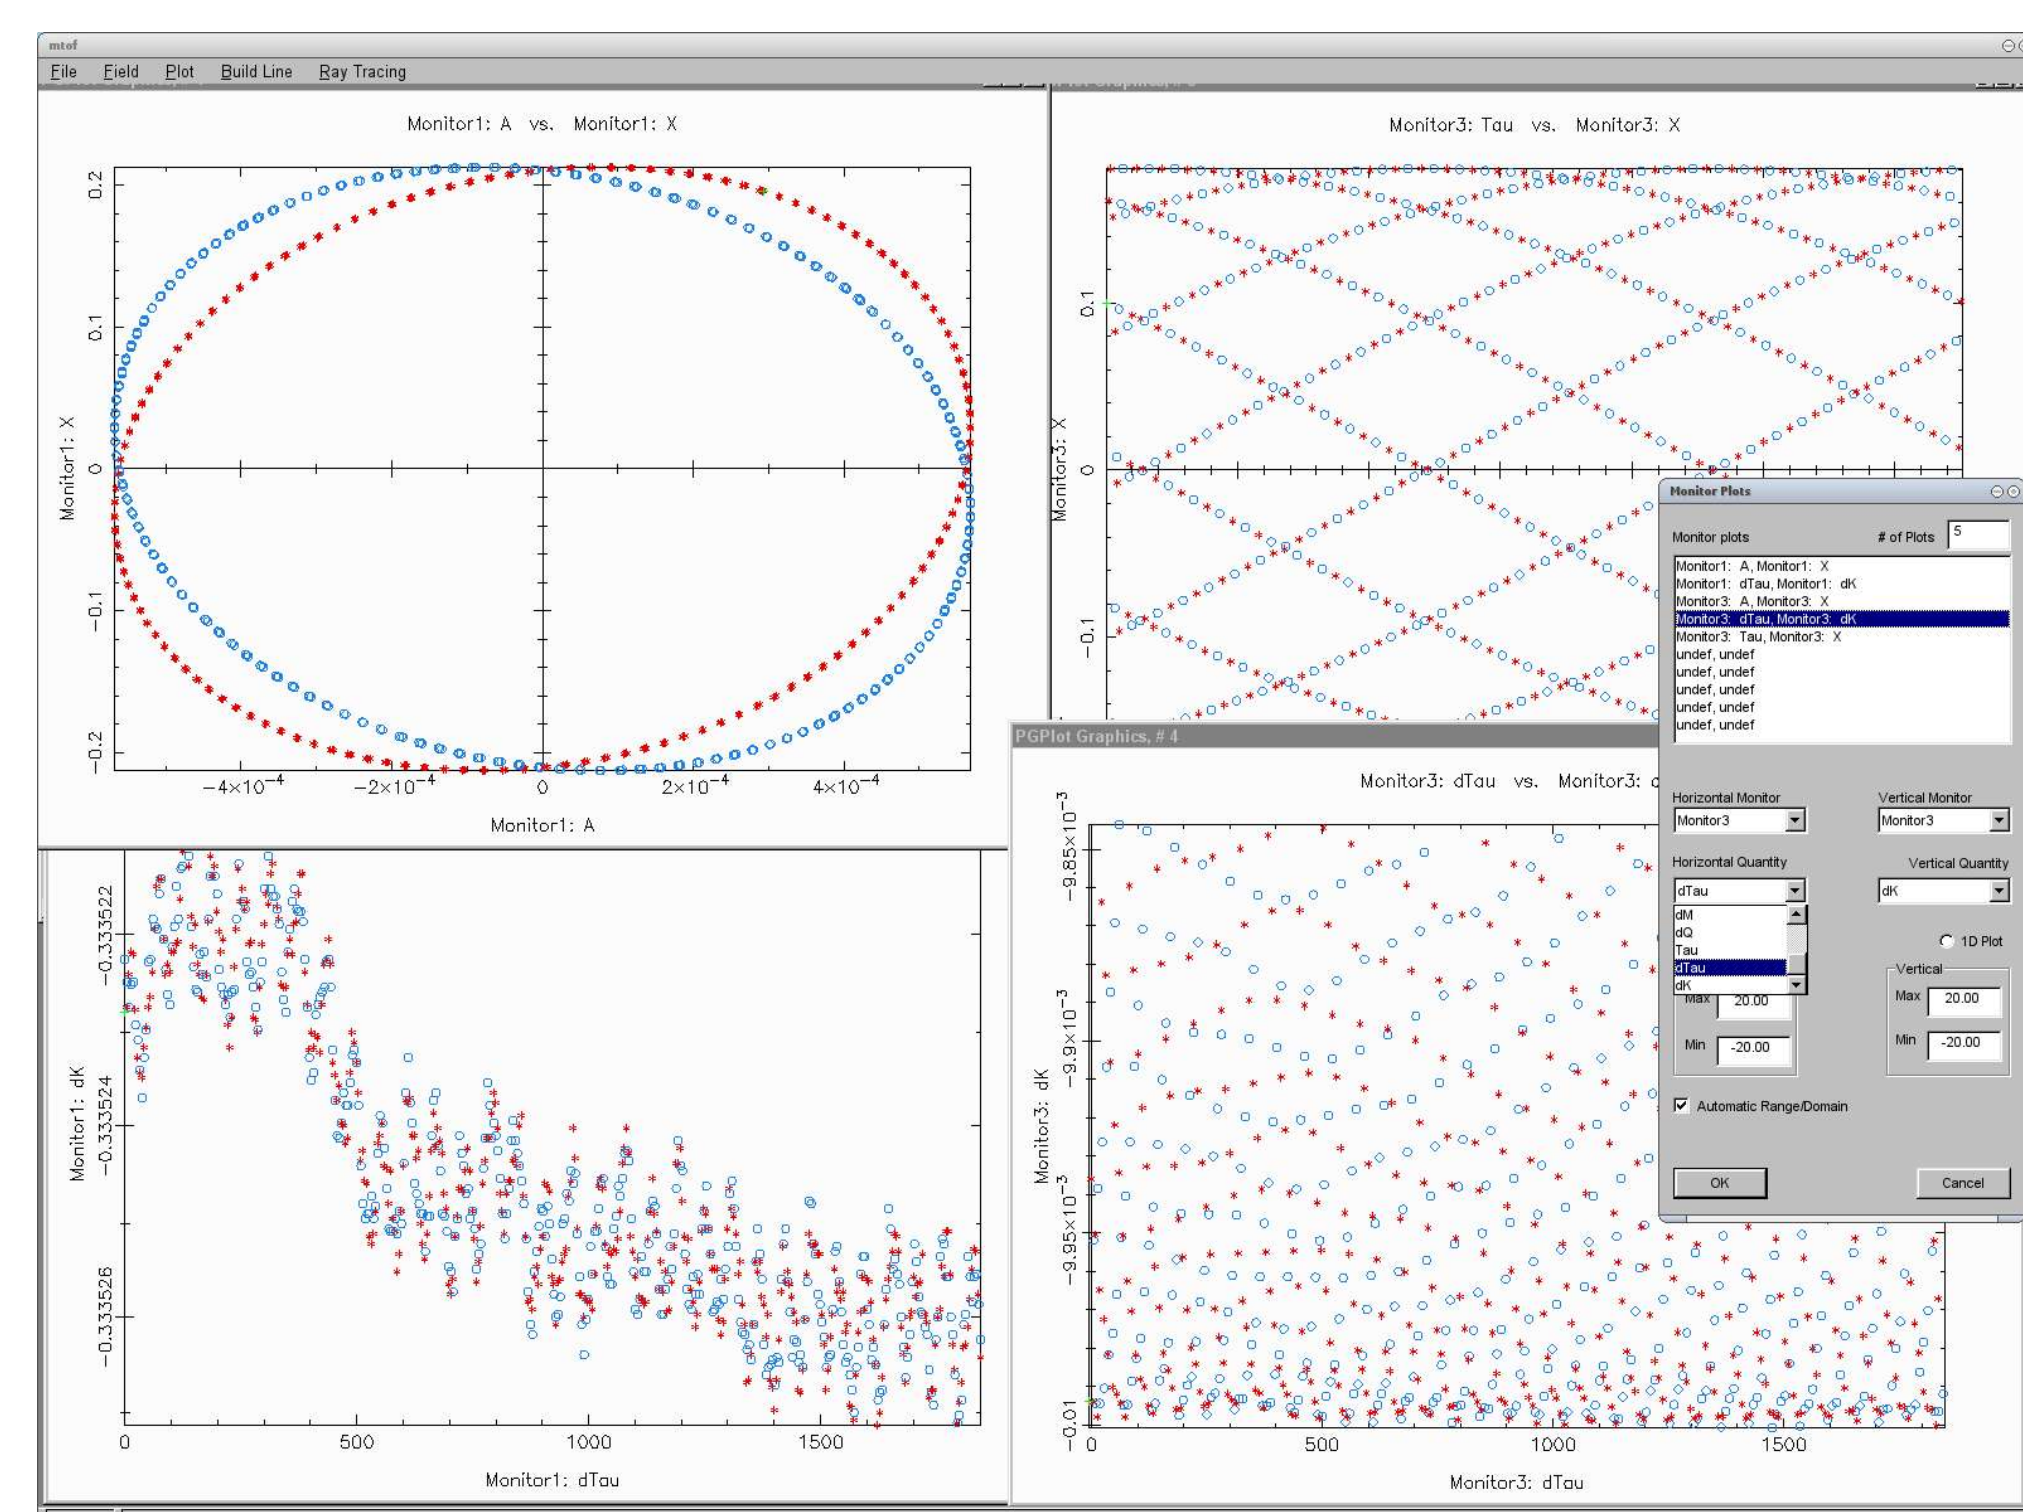 mtof
File Field Plot Build Line Ray Tracing
Monitor1: A vs. Monitor1: X
0.2
0.1
0
-0.1
-0.2
Monitor1: X
-4×10-4 -2×10-4 0 2×10-4 4×10-4
Monitor1: A
Monitor3: Tau vs. Monitor3: X
0.1
0
-0.1
Monitor3: X
-0.33522
-0.33524
-0.33526
Monitor1: dK
0 500 1000 1500
Monitor1: dTau
PGPlot Graphics, # 4
Monitor3: dTau vs. Monitor3:
-9.85×10-3
-9.9×10-3
-9.95×10-3
-0.01
Monitor3: dK
0 500 1000 1500
Monitor3: dTau
Monitor Plots
Monitor plots # of Plots 5
Monitor1: A, Monitor1: X
Monitor1: dTau, Monitor1: dK
Monitor3: A, Monitor3: X
Monitor3: dTau, Monitor3: dK
Monitor3: Tau, Monitor3: X
undef, undef
undef, undef
undef, undef
undef, undef
undef, undef
Horizontal Monitor Vertical Monitor
Monitor3 Monitor3
Horizontal Quantity Vertical Quantity
dTau dK
dM
dQ
Tau
dTau
dK
1D Plot
Vertical
Max 20.00 Max 20.00
Min -20.00 Min -20.00
Automatic Range/Domain
OK Cancel